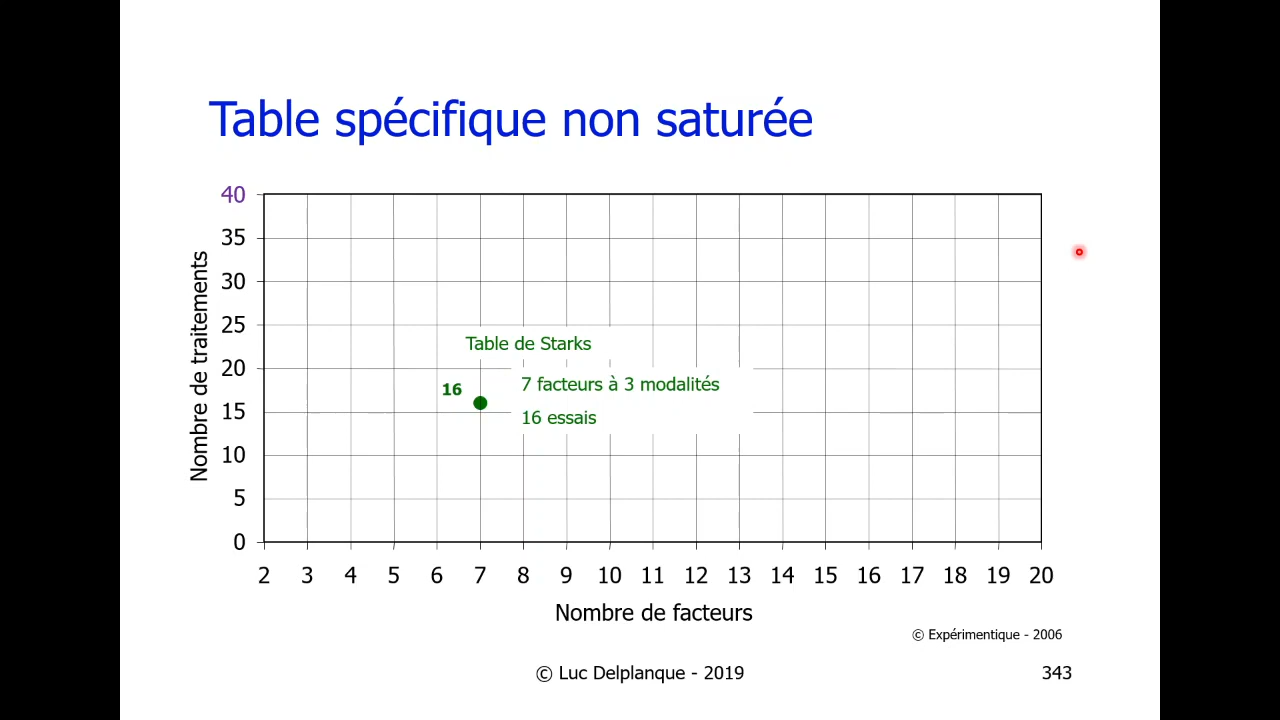 Table spécifique non saturée
Nombre de traitements
40
35
30
25
20
15
10
5
0
Table de Starks
16
7 facteurs à 3 modalités
16 essais
2 3 4 5 6 7 8 9 10 11 12 13 14 15 16 17 18 19 20
Nombre de facteurs
© Expérimentique - 2006
© Luc Delplanque - 2019
343